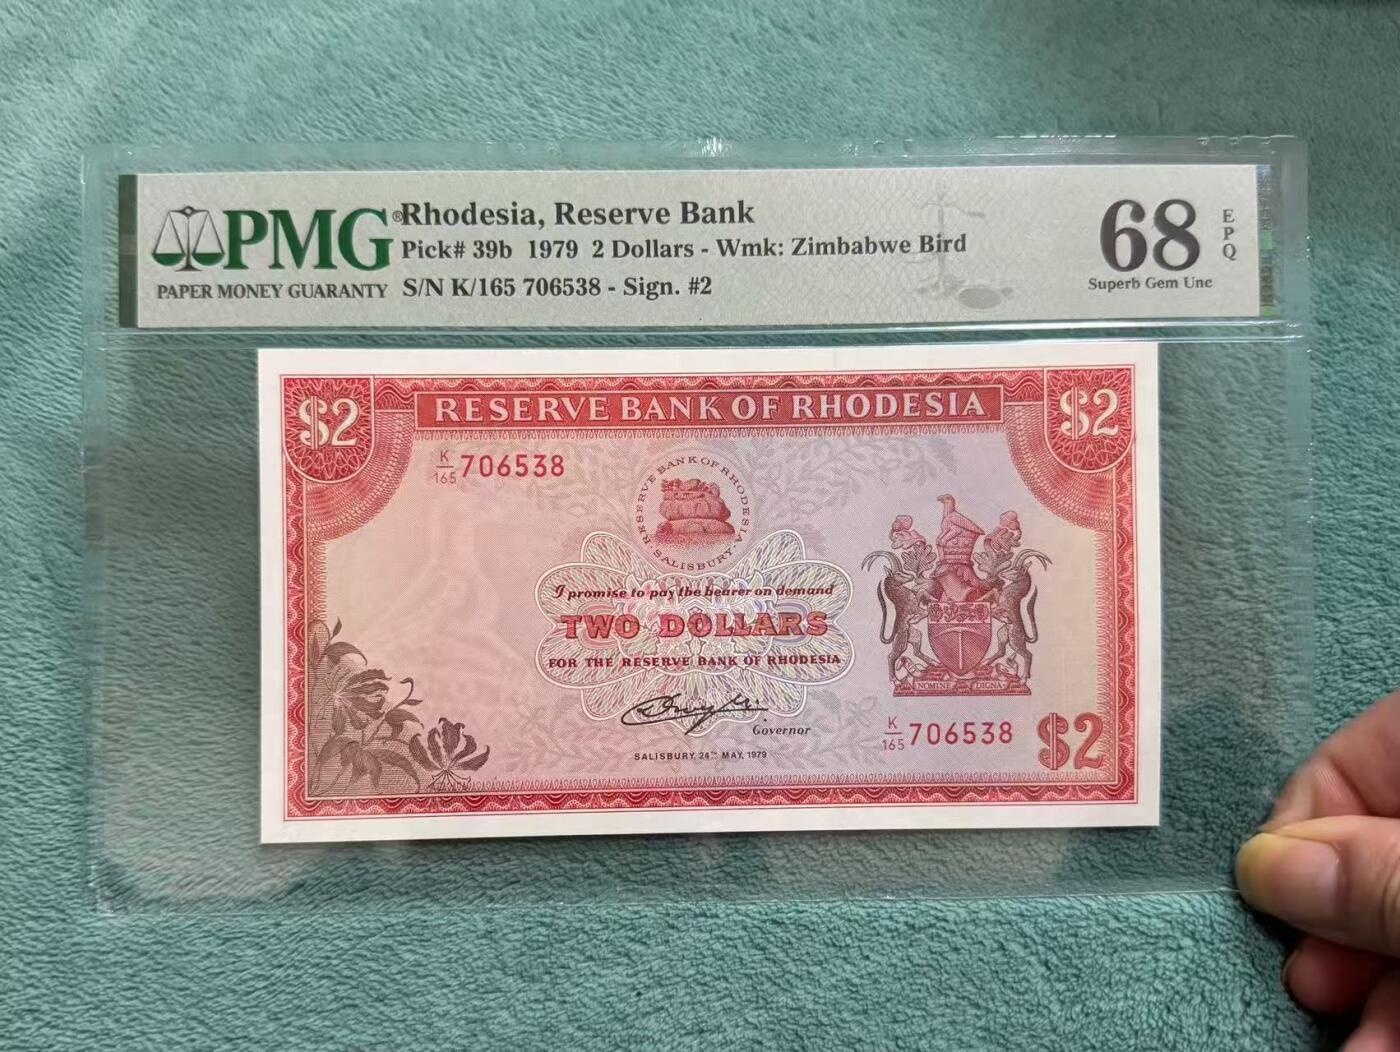 PMG®
PAPER MONEY GUARANTY
Rhodesia, Reserve Bank
Pick# 39b 1979 2 Dollars - Wmk: Zimbabwe Bird
S/N K/165 706538 - Sign. #2
68
EPQ
Superb Gem Unc
$2
RESERVE BANK OF RHODESIA
$2
K/165 706538
RESERVE BANK OF RHODESIA · SALISBURY ·
I promise to pay the bearer on demand
TWO DOLLARS
FOR THE RESERVE BANK OF RHODESIA
Governor
SALISBURY, 24TH MAY, 1979
NOMINE DIGNA
K/165 706538
$2